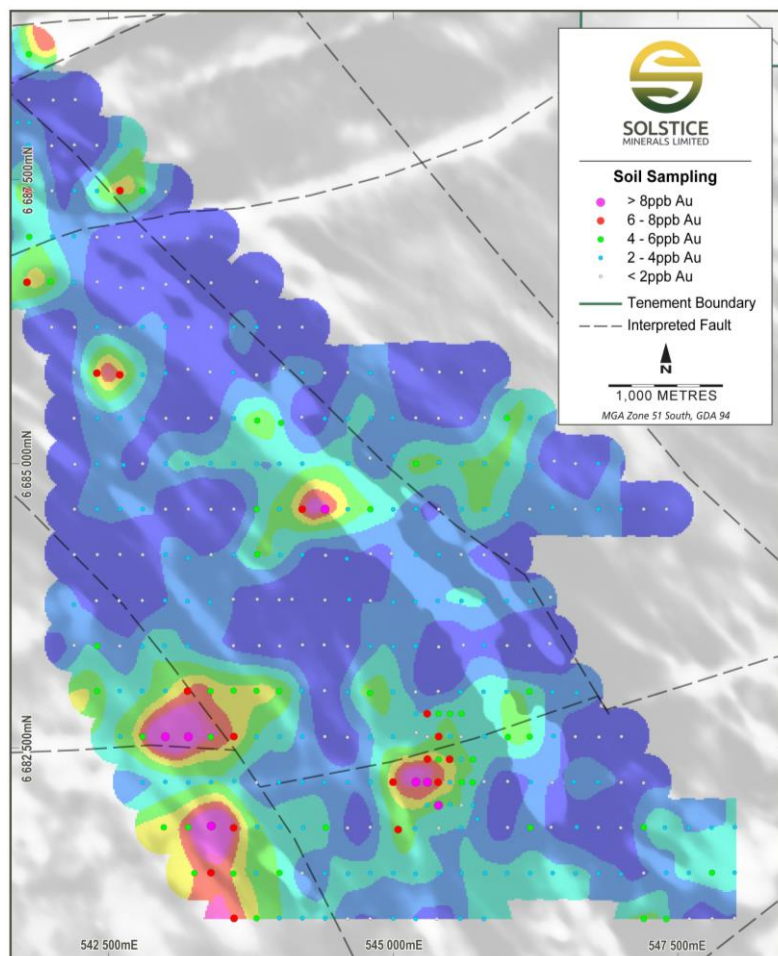 SOLSTICE
MINERALS LIMITED
Soil Sampling
> 8ppb Au
6 - 8ppb Au
4 - 6ppb Au
2 - 4ppb Au
< 2ppb Au
Tenement Boundary
Interpreted Fault
N
1,000 METRES
MGA Zone 51 South, GDA 94
6 687 500mN
6 685 000mN
6 682 500mN
542 500mE
545 000mE
547 500mE